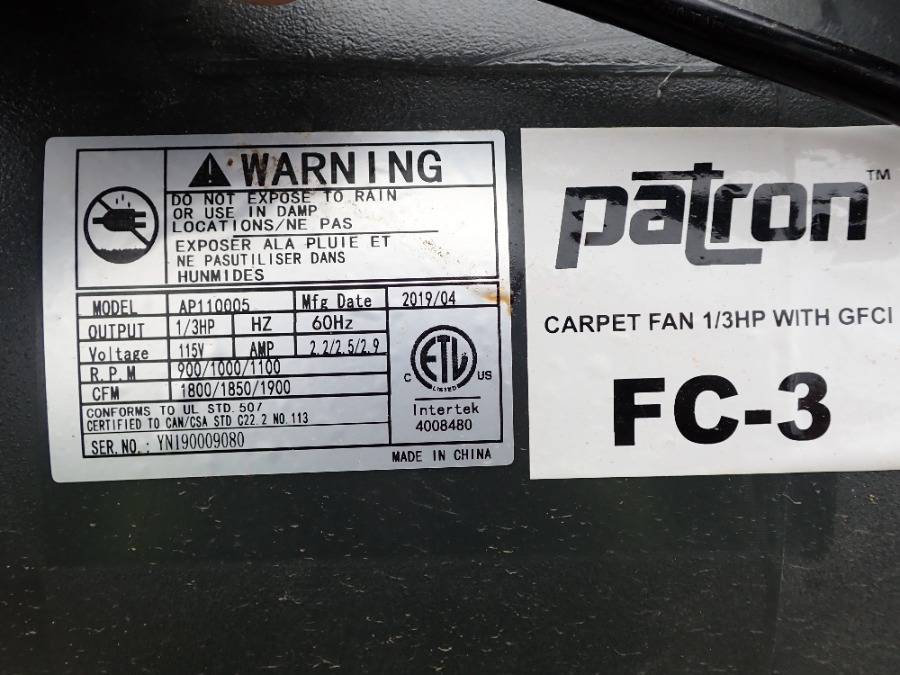 WARNING
DO NOT EXPOSE TO RAIN
OR USE IN DAMP
LOCATIONS/NE PAS
EXPOSER ALA PLUIE ET
NE PASUTILISER DANS
HUNMIDES
MODEL AP110005 Mfg Date 2019/04
OUTPUT 1/3HP HZ 60Hz
Voltage 115V AMP 2.2/2.5/2.9
R.P.M 900/1000/1100
CFM 1800/1850/1900
CONFORMS TO UL STD.507
CERTIFIED TO CAN/CSA STD C22.2 NO.113
SER.NO.: YN190009080
C ETL US
LISTED
Intertek
4008480
MADE IN CHINA
patron™
CARPET FAN 1/3HP WITH GFCI
FC-3